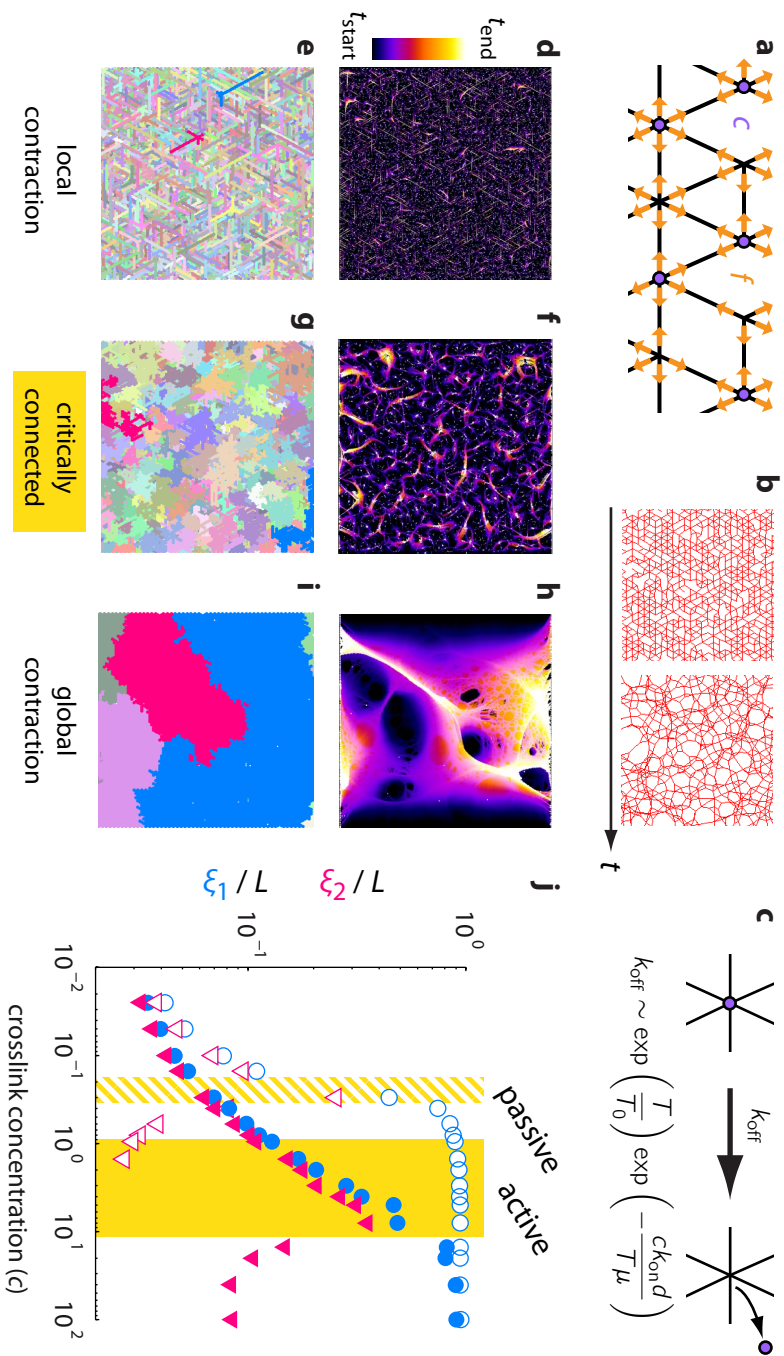 a
c
f
b
t
c
k_off
k_off ∼ exp (T/T_0) exp (−ck_on d/Tμ)
d
t_start
t_end
f
h
e
g
i
local contraction
critically connected
global contraction
j
ξ_1 / L
ξ_2 / L
10^0
10^-1
passive
active
10^-2
10^-1
10^0
10^1
10^2
crosslink concentration (c)